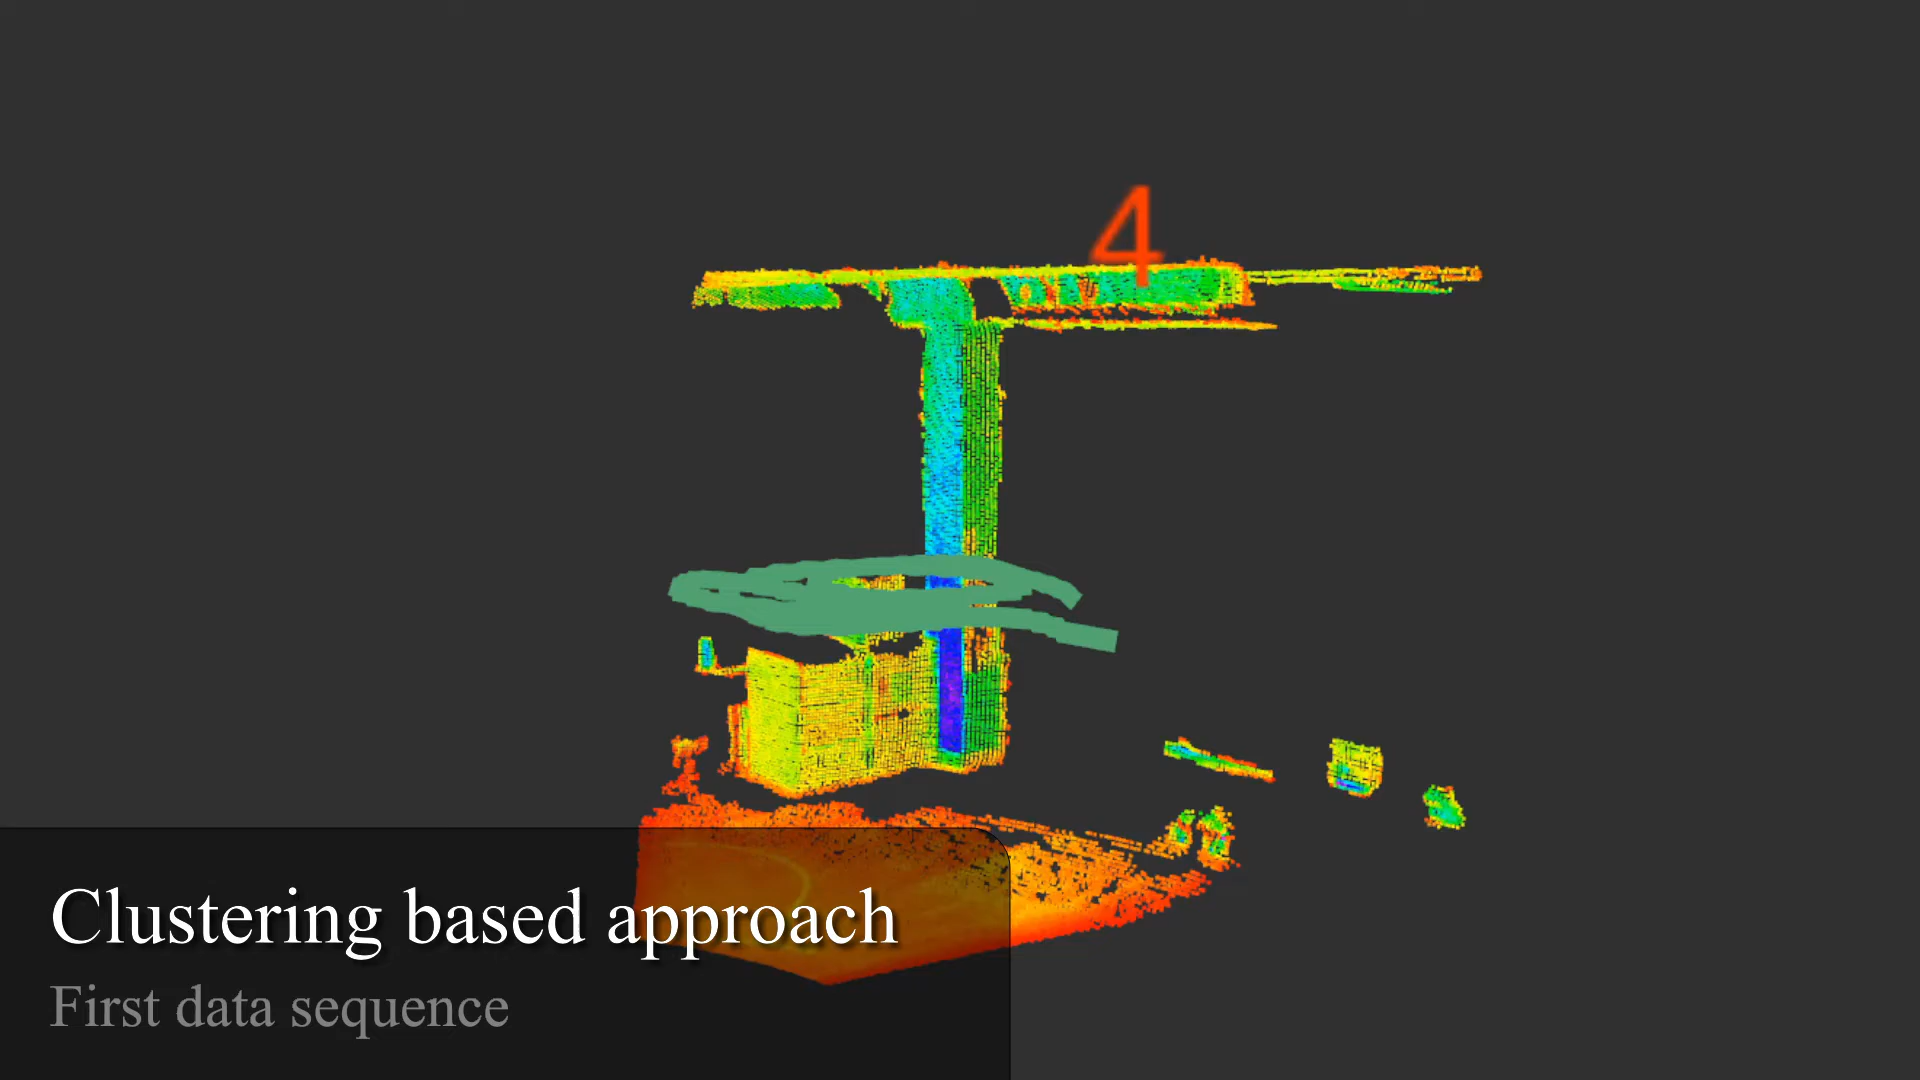 4
Clustering based approach
First data sequence